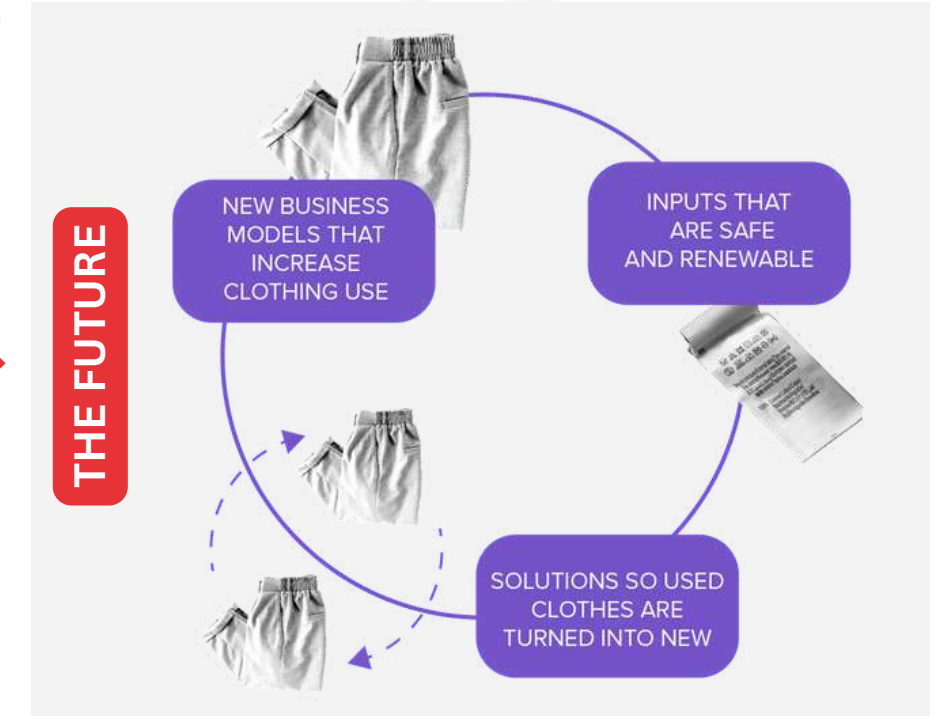 THE FUTURE
NEW BUSINESS
MODELS THAT
INCREASE
CLOTHING USE
INPUTS THAT
ARE SAFE
AND RENEWABLE
SOLUTIONS SO USED
CLOTHES ARE
TURNED INTO NEW